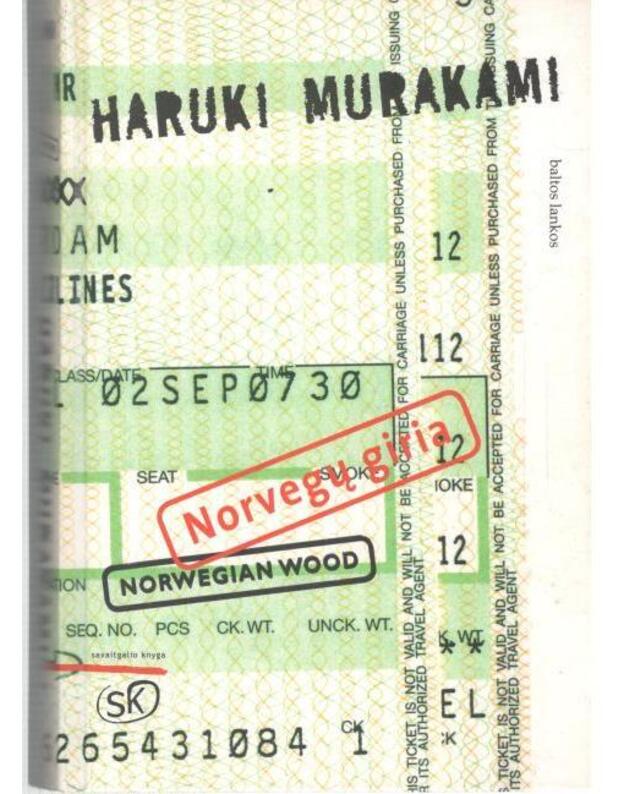 HARUKI MURAKAMI
baltos lankos
DAM
LINES
12
112
CLASS/DATE TIME
02SEP0730
12
SEAT SMOKE
Norvegų giria
NORWEGIAN WOOD
12
SEQ. NO. PCS CK.WT. UNCK. WT.
K WT
**
savaitgalio knyga
SK
EL
CK
265431084 1
THIS TICKET IS NOT VALID AND WILL NOT BE ACCEPTED FOR CARRIAGE UNLESS PURCHASED FROM ISSUING
OR ITS AUTHORIZED TRAVEL AGENT
THIS TICKET IS NOT VALID AND WILL NOT BE ACCEPTED FOR CARRIAGE UNLESS PURCHASED FROM ISSUING CA
ITS AUTHORIZED TRAVEL AGENT